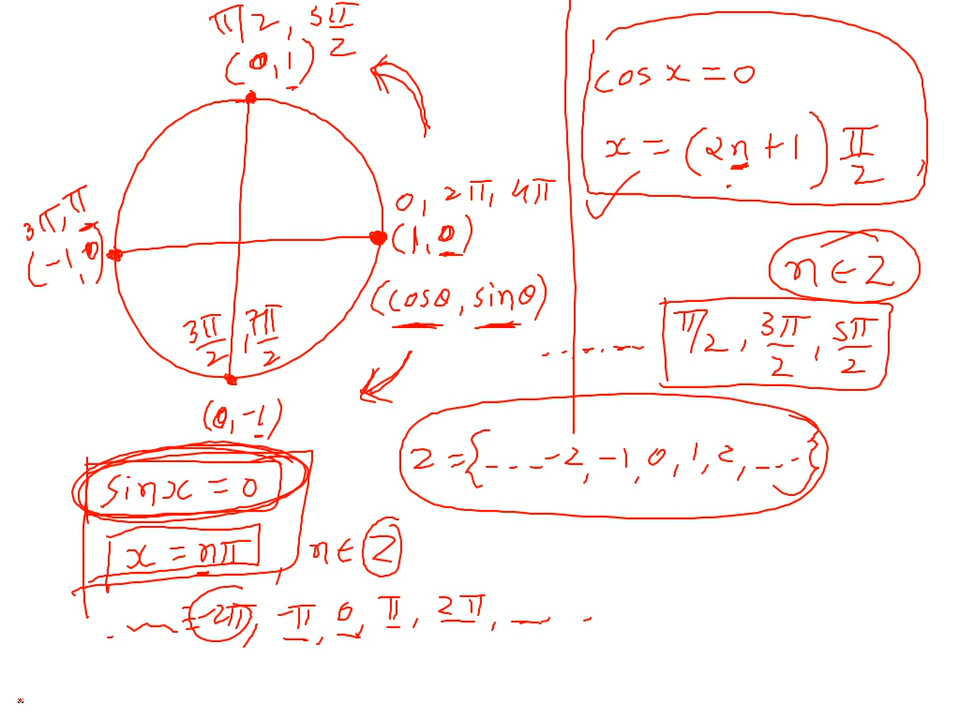 π/2, 5π/2
(0, 1)
cos x = 0
x = (2n+1) π/2
3π, π
(-1, 0)
0, 2π, 4π
(1, 0)
(cosθ, sinθ)
n ∈ Z
3π/2, 7π/2
....... π/2, 3π/2, 5π/2
(0, -1)
Z = {.... -2, -1, 0, 1, 2, ....}
sinx = 0
x = nπ
n ∈ Z
-2π, -π, 0, π, 2π,